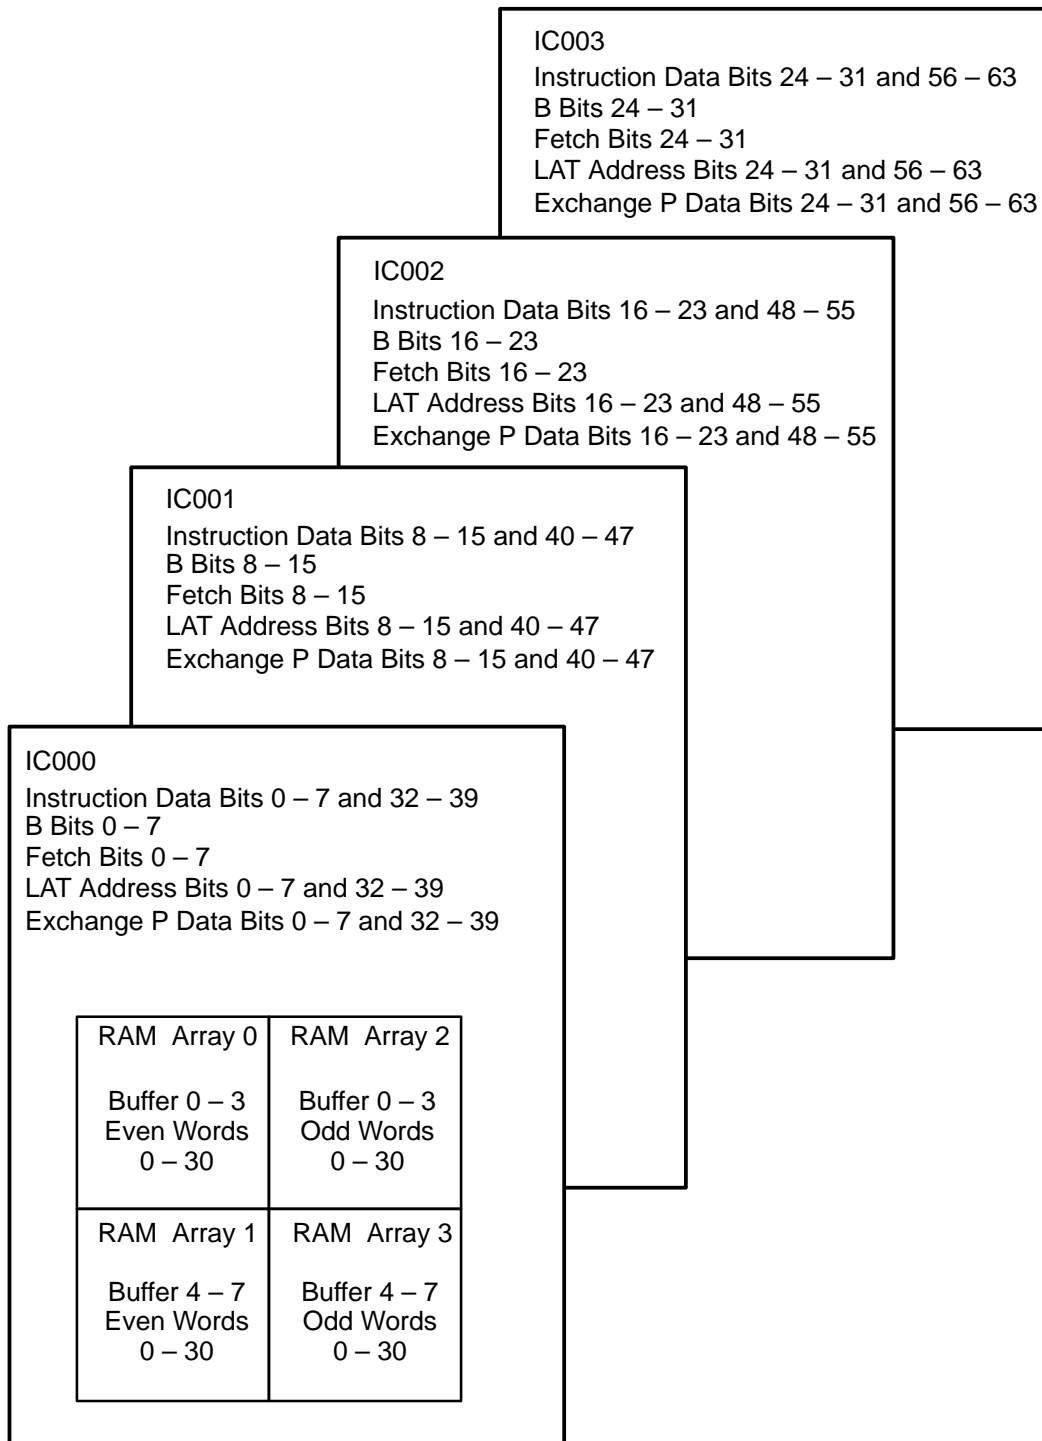 IC003
Instruction Data Bits 24 – 31 and 56 – 63
B Bits 24 – 31
Fetch Bits 24 – 31
LAT Address Bits 24 – 31 and 56 – 63
Exchange P Data Bits 24 – 31 and 56 – 63
IC002
Instruction Data Bits 16 – 23 and 48 – 55
B Bits 16 – 23
Fetch Bits 16 – 23
LAT Address Bits 16 – 23 and 48 – 55
Exchange P Data Bits 16 – 23 and 48 – 55
IC001
Instruction Data Bits 8 – 15 and 40 – 47
B Bits 8 – 15
Fetch Bits 8 – 15
LAT Address Bits 8 – 15 and 40 – 47
Exchange P Data Bits 8 – 15 and 40 – 47
IC000
Instruction Data Bits 0 – 7 and 32 – 39
B Bits 0 – 7
Fetch Bits 0 – 7
LAT Address Bits 0 – 7 and 32 – 39
Exchange P Data Bits 0 – 7 and 32 – 39
RAM Array 0
Buffer 0 – 3
Even Words
0 – 30
RAM Array 2
Buffer 0 – 3
Odd Words
0 – 30
RAM Array 1
Buffer 4 – 7
Even Words
0 – 30
RAM Array 3
Buffer 4 – 7
Odd Words
0 – 30